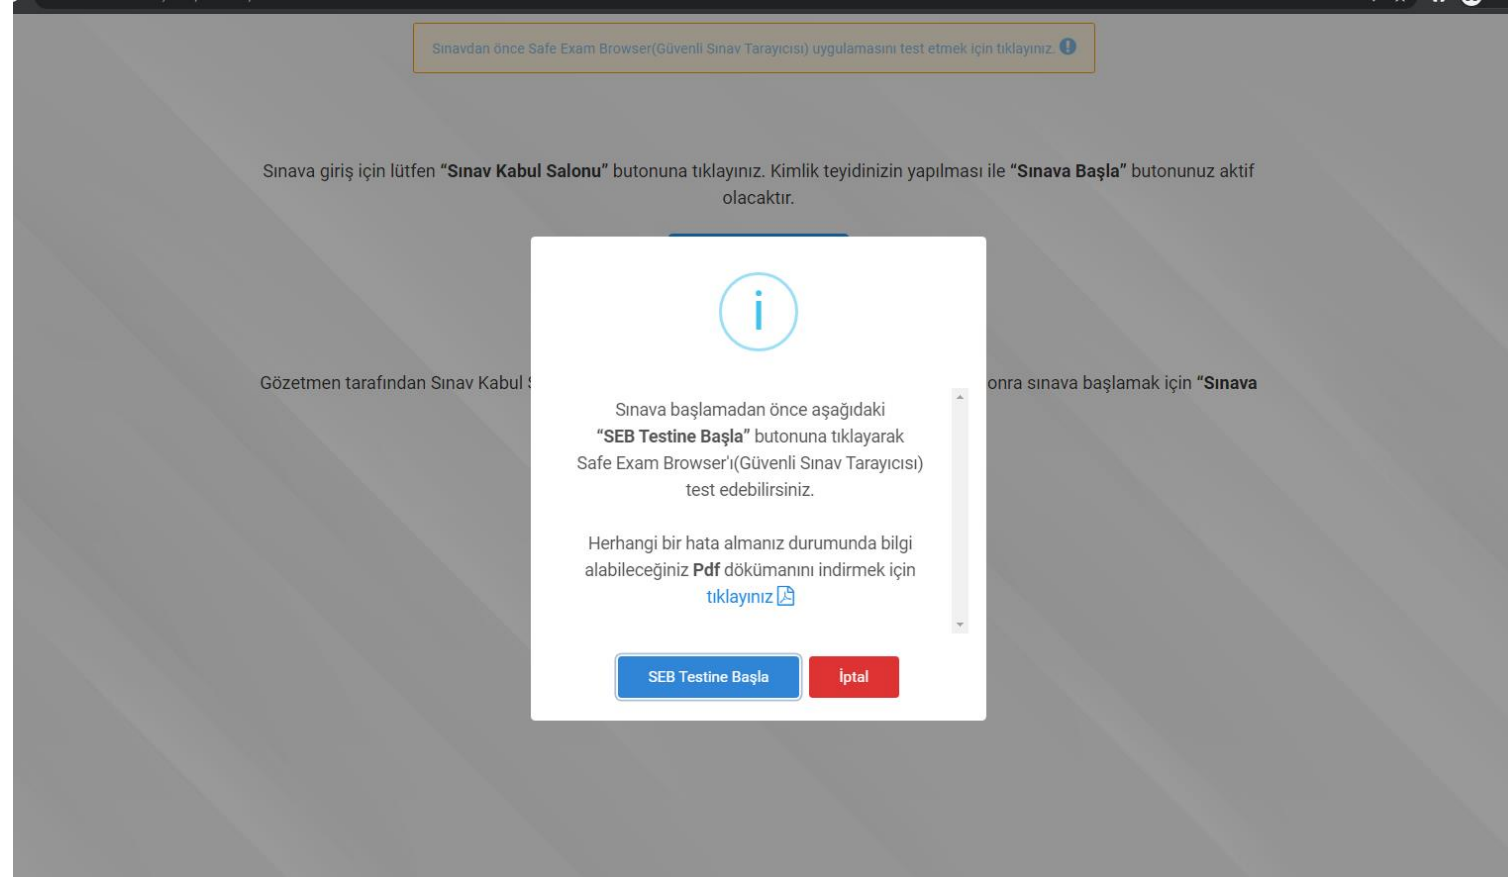 Sınavdan önce Safe Exam Browser(Güvenli Sınav Tarayıcısı) uygulamasını test etmek için tıklayınız.
Sınava giriş için lütfen “Sınav Kabul Salonu” butonuna tıklayınız. Kimlik teyidinizin yapılması ile “Sınava Başla” butonunuz aktif
olacaktır.
Gözetmen tarafından Sınav Kabul onra sınava başlamak için “Sınava
Sınava başlamadan önce aşağıdaki
“SEB Testine Başla” butonuna tıklayarak
Safe Exam Browser'ı(Güvenli Sınav Tarayıcısı)
test edebilirsiniz.
Herhangi bir hata almanız durumunda bilgi
alabileceğiniz Pdf dökümanını indirmek için
tıklayınız
SEB Testine Başla
İptal